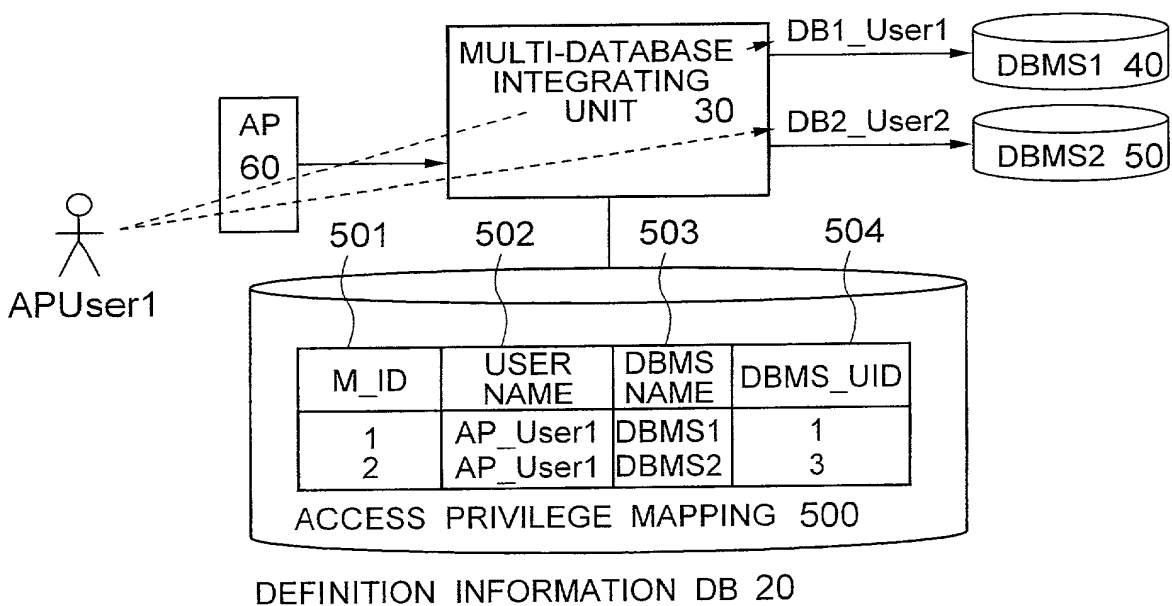 MULTI-DATABASE
INTEGRATING
UNIT 30
DB1_User1
DBMS1 40
DB2_User2
DBMS2 50
AP
60
APUser1
501 502 503 504
M_ID USER NAME DBMS NAME DBMS_UID
1 AP_User1 DBMS1 1
2 AP_User1 DBMS2 3
ACCESS PRIVILEGE MAPPING 500
DEFINITION INFORMATION DB 20